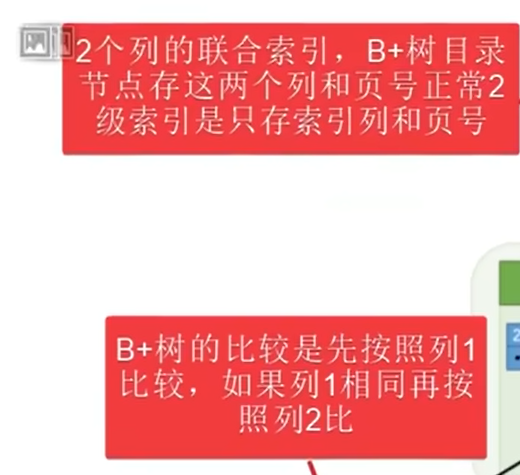 2个列的联合索引，B+树目录
节点存这两个列和页号正常2
级索引是只存索引列和页号
B+树的比较是先按照列1
比较，如果列1相同再按
照列2比
2